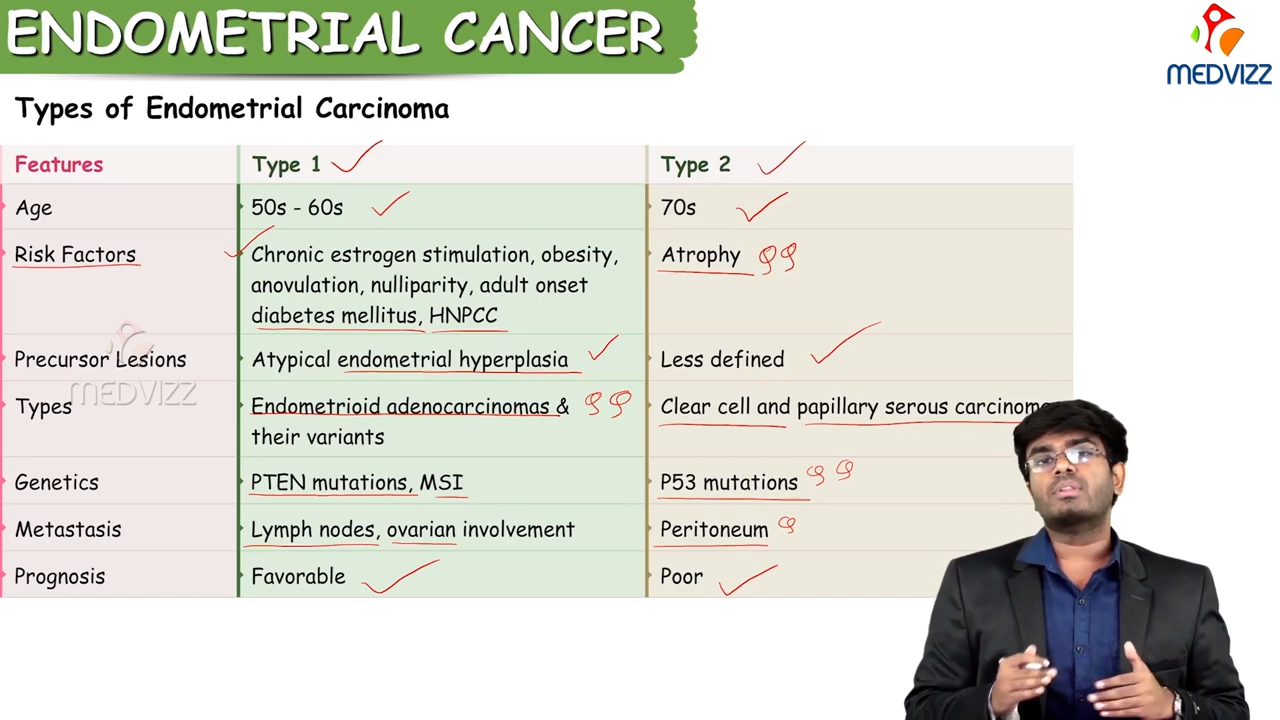 ENDOMETRIAL CANCER
MEDVIZZ
Types of Endometrial Carcinoma
Features Type 1 Type 2
Age 50s - 60s 70s
Risk Factors Chronic estrogen stimulation, obesity, Atrophy
anovulation, nulliparity, adult onset
diabetes mellitus, HNPCC
Precursor Lesions Atypical endometrial hyperplasia Less defined
MEDVIZZ
Types Endometrioid adenocarcinomas & Clear cell and papillary serous
their variants
Genetics PTEN mutations, MSI P53 mutations
Metastasis Lymph nodes, ovarian involvement Peritoneum
Prognosis Favorable Poor